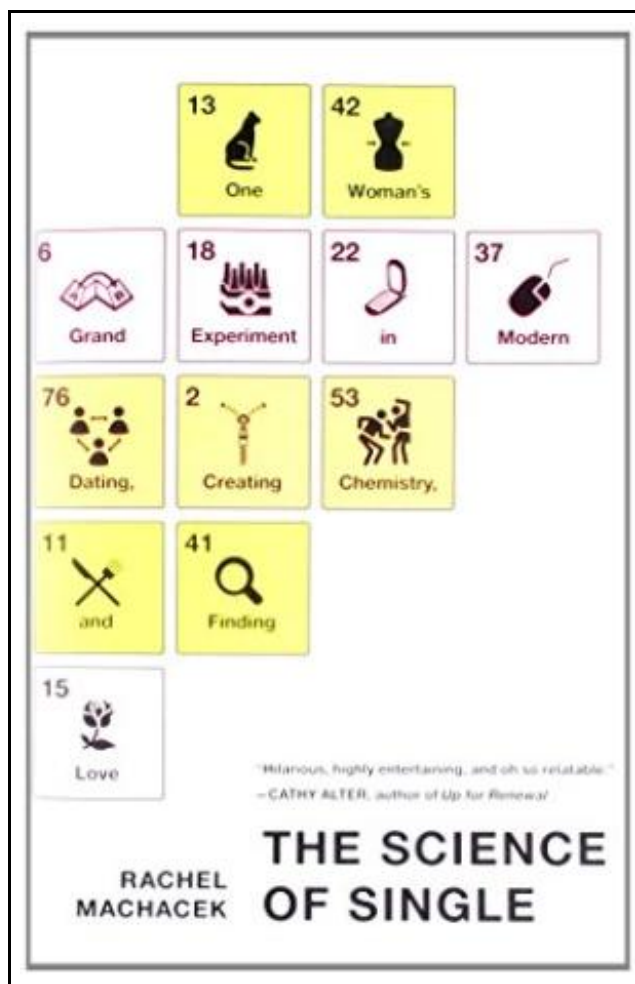 13 42
One Woman's
6 18 22 37
Grand Experiment in Modern
76 2 53
Dating, Creating Chemistry,
11 41
and Finding
15
Love
"Hilarious, highly entertaining, and oh so relatable."
—CATHY ALTER, author of Up for Renewal
RACHEL
MACHACEK
THE SCIENCE
OF SINGLE